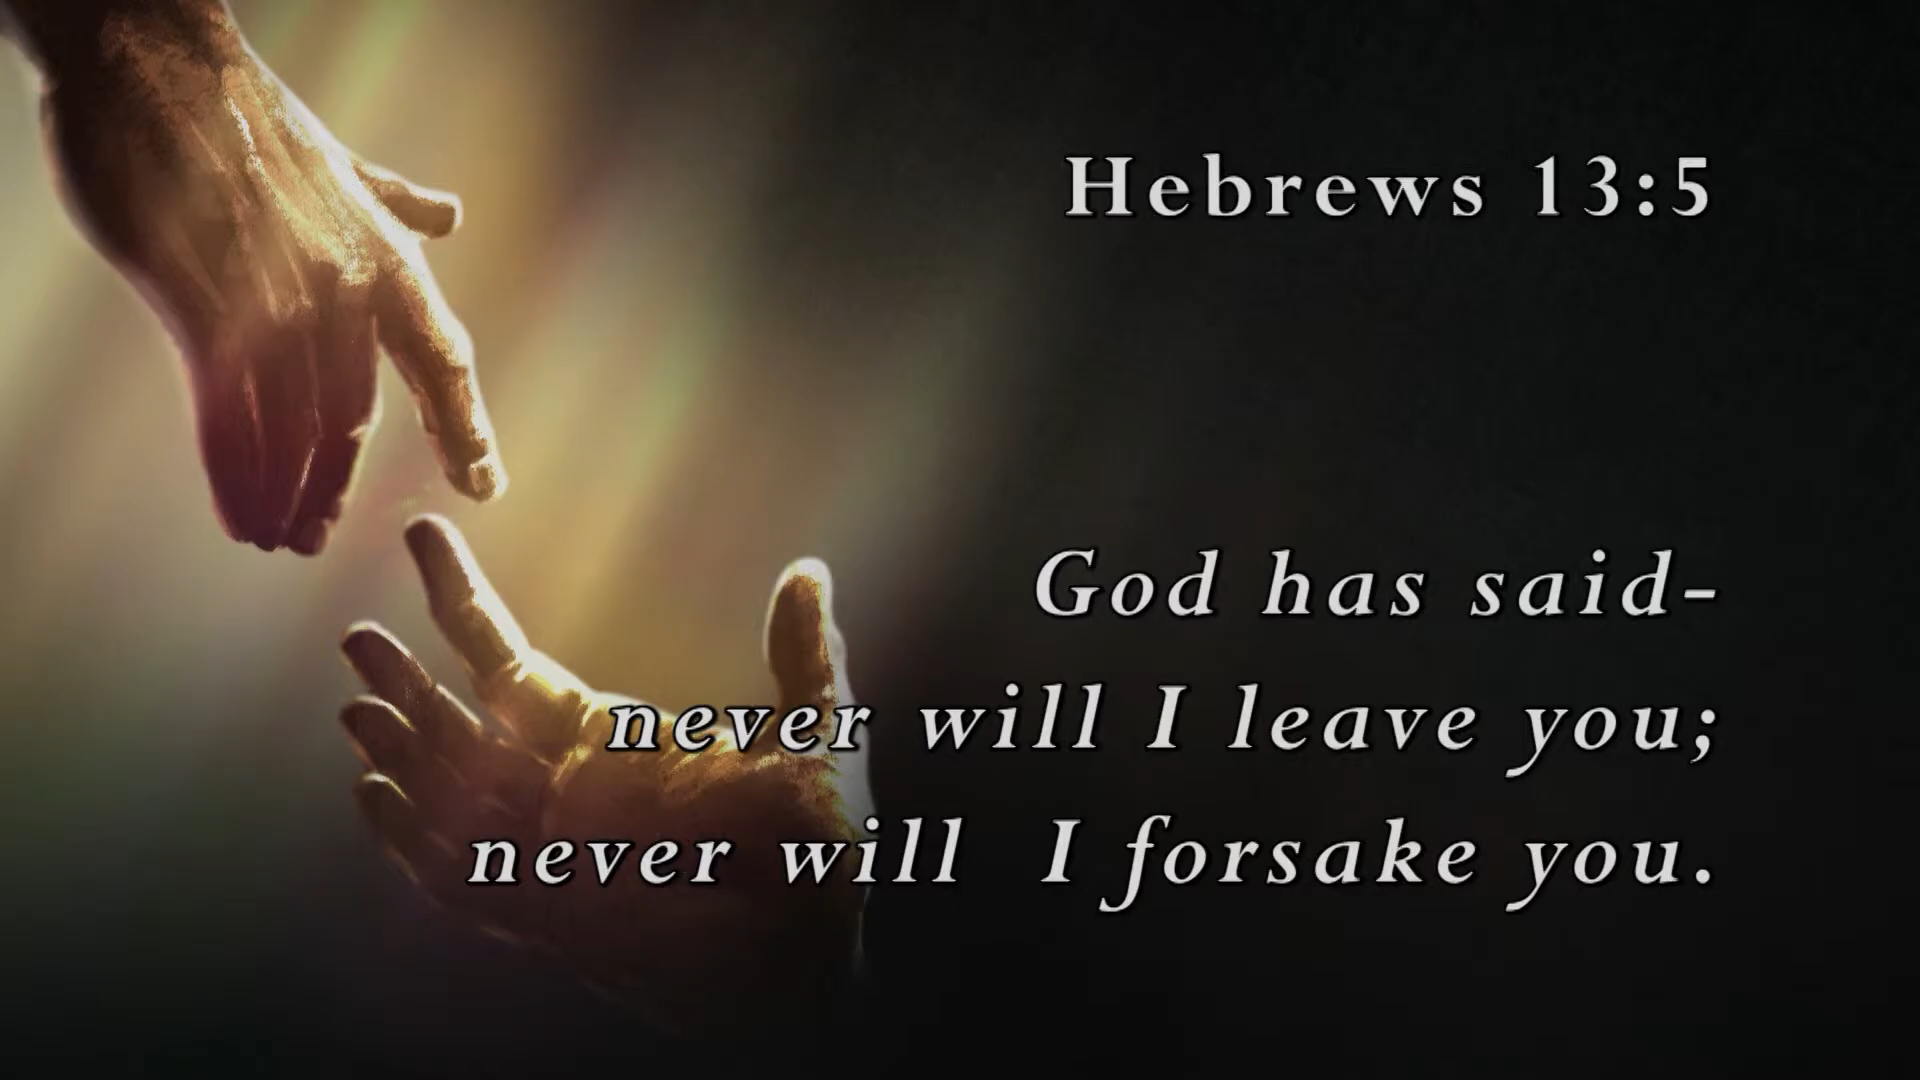 Hebrews 13:5
God has said-
never will I leave you;
never will I forsake you.